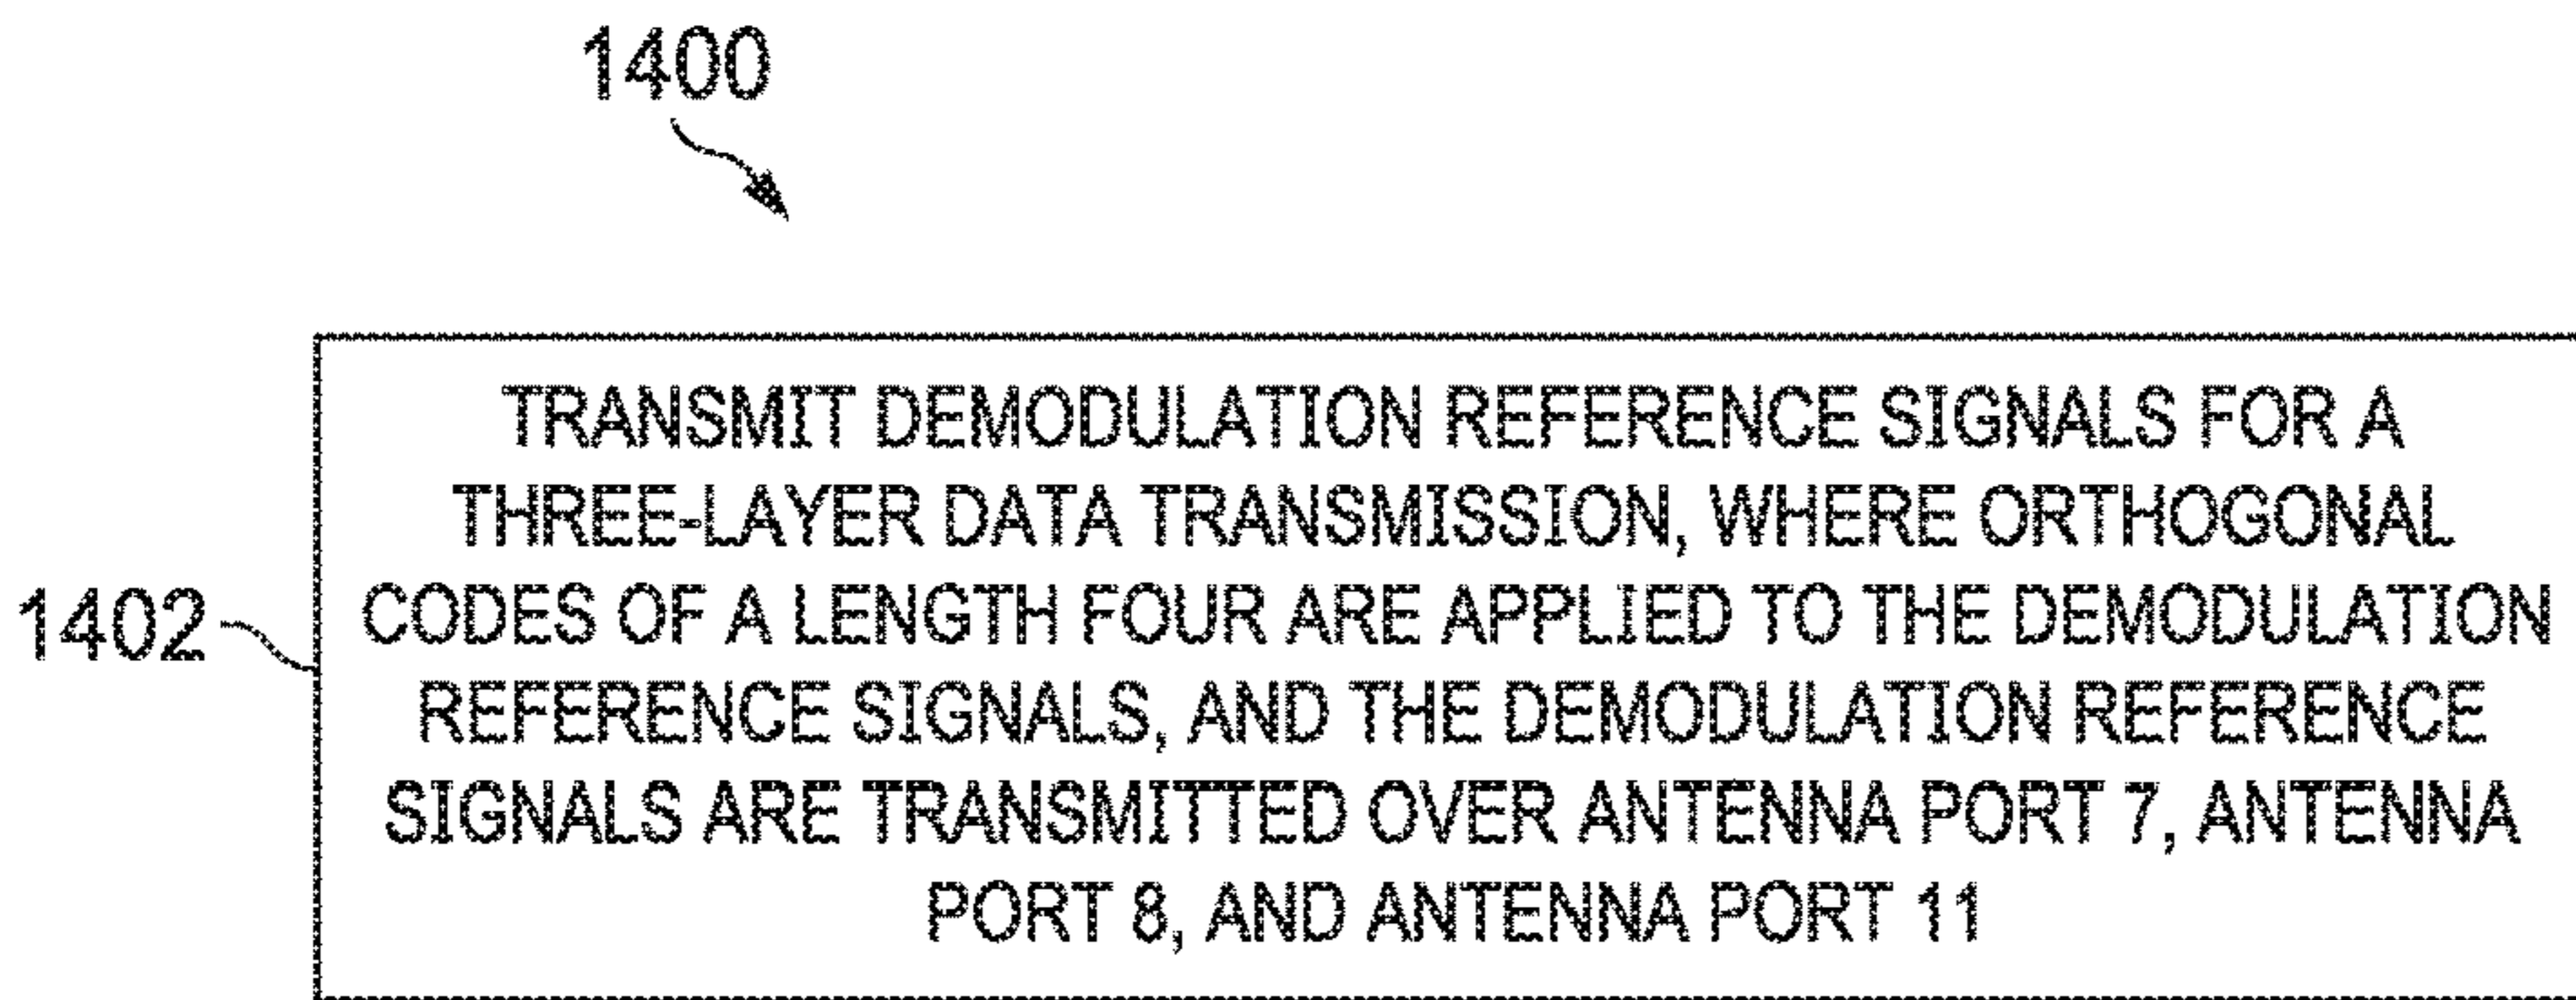 1400
TRANSMIT DEMODULATION REFERENCE SIGNALS FOR A
THREE-LAYER DATA TRANSMISSION, WHERE ORTHOGONAL
1402
CODES OF A LENGTH FOUR ARE APPLIED TO THE DEMODULATION
REFERENCE SIGNALS, AND THE DEMODULATION REFERENCE
SIGNALS ARE TRANSMITTED OVER ANTENNA PORT 7, ANTENNA
PORT 8, AND ANTENNA PORT 11